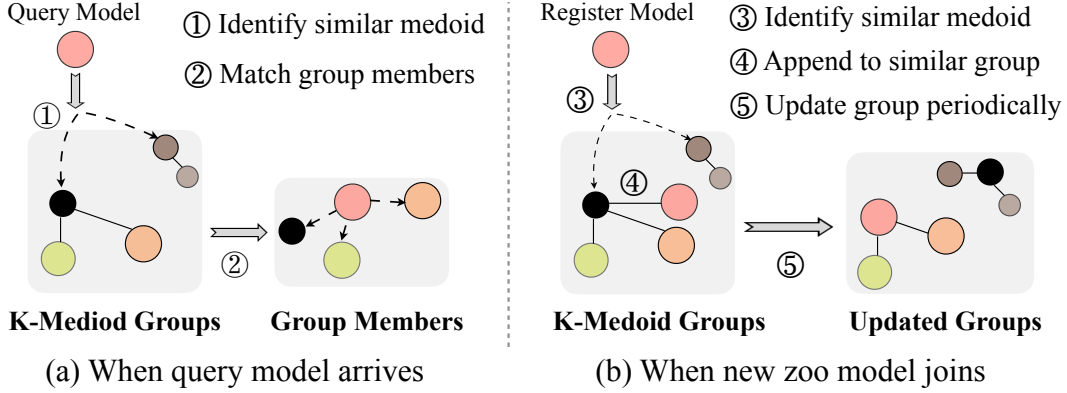 Query Model
① Identify similar medoid
② Match group members
①
②
K-Mediod Groups
Group Members
(a) When query model arrives
Register Model
③ Identify similar medoid
④ Append to similar group
⑤ Update group periodically
③
④
⑤
K-Medoid Groups
Updated Groups
(b) When new zoo model joins